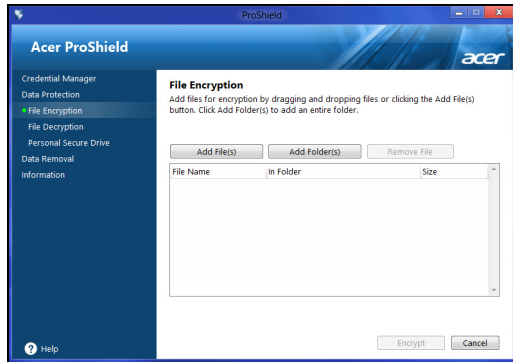 ProShield
Acer ProShield
acer
Credential Manager
Data Protection
File Encryption
File Decryption
Personal Secure Drive
Data Removal
Information
File Encryption
Add files for encryption by dragging and dropping files or clicking the Add File(s)
button. Click Add Folder(s) to add an entire folder.
Add File(s) Add Folder(s) Remove File
File Name In Folder Size
? Help
Encrypt Cancel